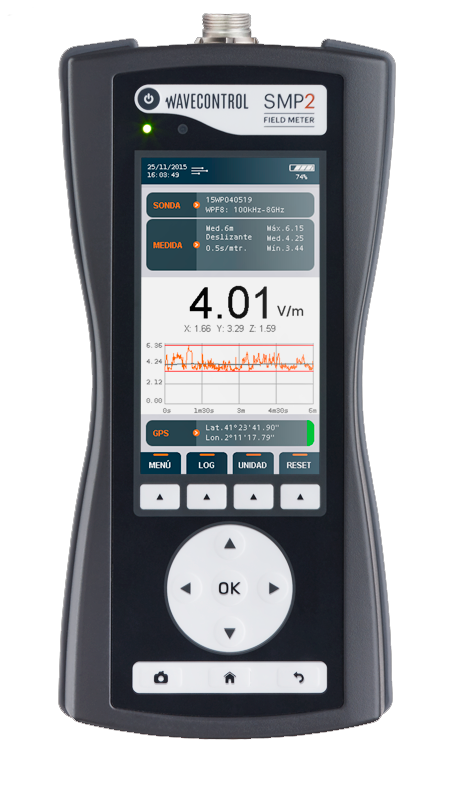 WAVECONTROL
SMP2
FIELD METER
25/11/2015
16:03:49
74%
SONDA
15WP040519
WPF8: 100kHz-8GHz
MEDIDA
Med.6m Máx.6.15
Deslizante Med.4.25
0.5s/mtr. Mín.3.44
4.01 V/m
X: 1.66 Y: 3.29 Z: 1.59
6.36
4.24
2.12
0.00
0s 1m30s 3m 4m30s 6m
GPS
Lat.41°23'41.90"
Lon.2°11'17.79"
MENÚ LOG UNIDAD RESET
OK